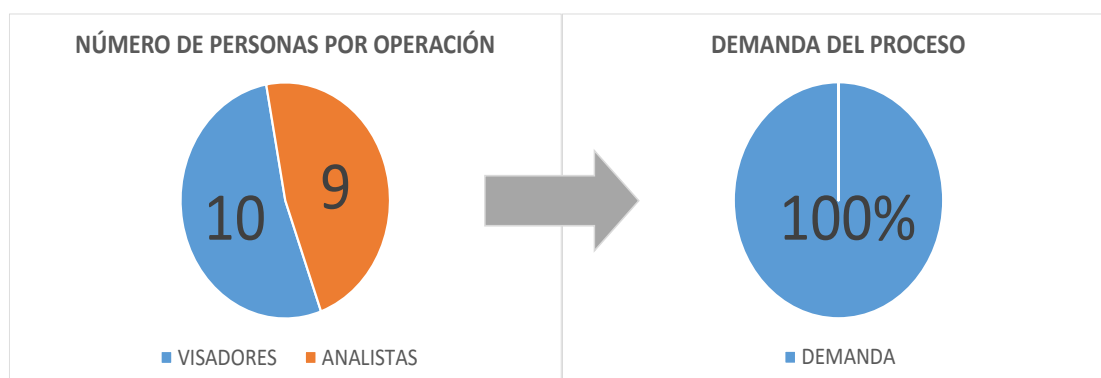 NÚMERO DE PERSONAS POR OPERACIÓN
10
9
VISADORES
ANALISTAS
DEMANDA DEL PROCESO
100%
DEMANDA